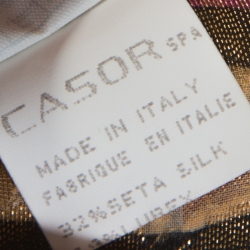 CASOR SPA
MADE IN ITALY
FABRIQUE EN ITALIE
% SETA SILK